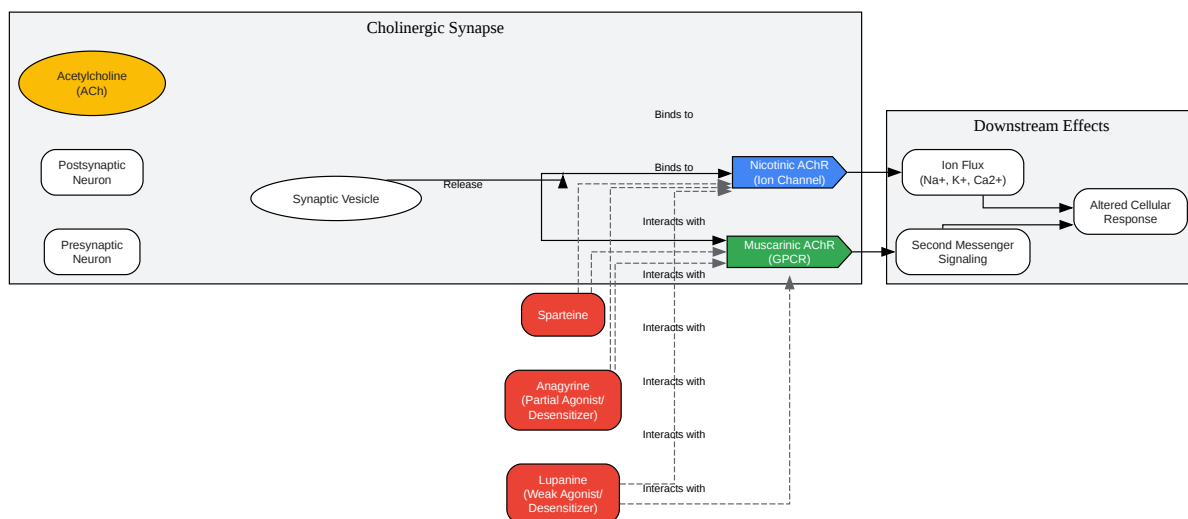 Cholinergic Synapse
Acetylcholine
(ACh)
Binds to
Downstream Effects
Postsynaptic
Neuron
Synaptic Vesicle
Release
Binds to
Nicotinic AChR
(Ion Channel)
Ion Flux
(Na+, K+, Ca2+)
Altered Cellular
Response
Interacts with
Presynaptic
Neuron
Muscarinic AChR
(GPCR)
Second Messenger
Signaling
Interacts with
Sparteine
Interacts with
Anagyrine
(Partial Agonist/
Desensitizer)
Interacts with
Interacts with
Lupanine
(Weak Agonist/
Desensitizer)
Interacts with